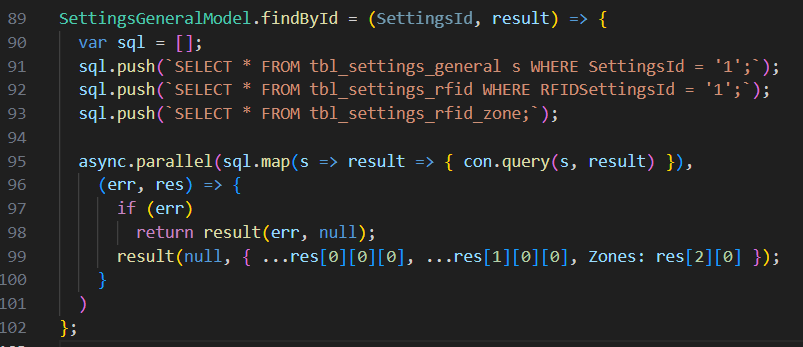 89 SettingsGeneralModel.findById = (SettingsId, result) => {
90 var sql = [];
91 sql.push(`SELECT * FROM tbl_settings_general s WHERE SettingsId = '1';`);
92 sql.push(`SELECT * FROM tbl_settings_rfid WHERE RFIDSettingsId = '1';`);
93 sql.push(`SELECT * FROM tbl_settings_rfid_zone;`);
94
95 async.parallel(sql.map(s => result => { con.query(s, result) }),
96 (err, res) => {
97 if (err)
98 return result(err, null);
99 result(null, { ...res[0][0][0], ...res[1][0][0], Zones: res[2][0] });
100 }
101 )
102 };